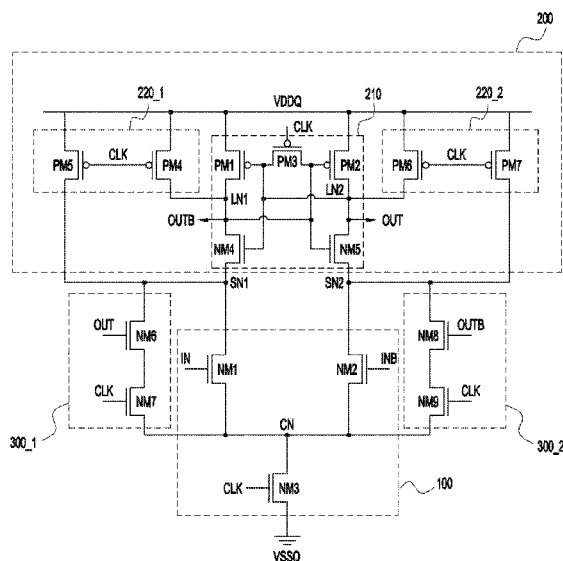 200
220_1
VDDQ
210
220_2
CLK
PM5
CLK
PM4
PM1
PM3
PM2
PM6
CLK
PM7
LN1
LN2
OUTB
OUT
NM4
NM5
SN1
SN2
OUT
NM6
NM8
OUTB
IN
NM1
NM2
INB
CLK
NM7
NM9
CLK
CN
300_1
300_2
CLK
NM3
100
VSSQ